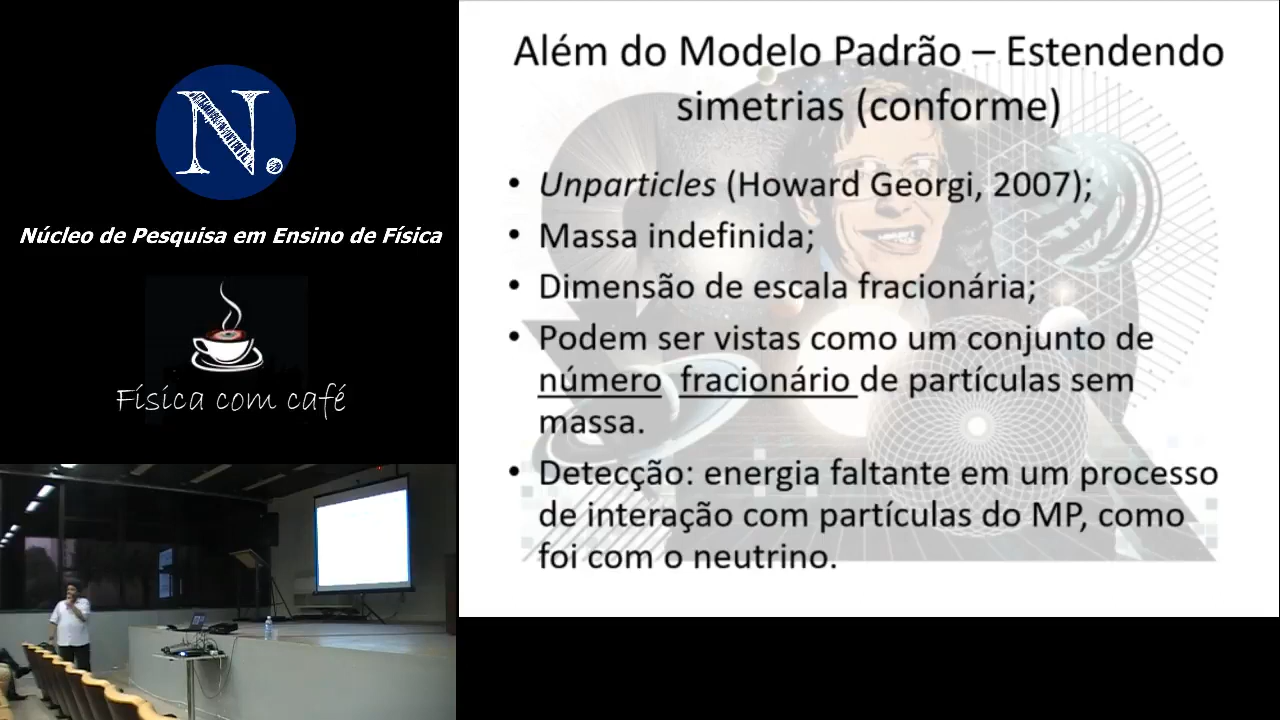 N.
Núcleo de Pesquisa em Ensino de Física
Física com café
Além do Modelo Padrão – Estendendo
simetrias (conforme)
• Unparticles (Howard Georgi, 2007);
• Massa indefinida;
• Dimensão de escala fracionária;
• Podem ser vistas como um conjunto de
número fracionário de partículas sem
massa.
• Detecção: energia faltante em um processo
de interação com partículas do MP, como
foi com o neutrino.